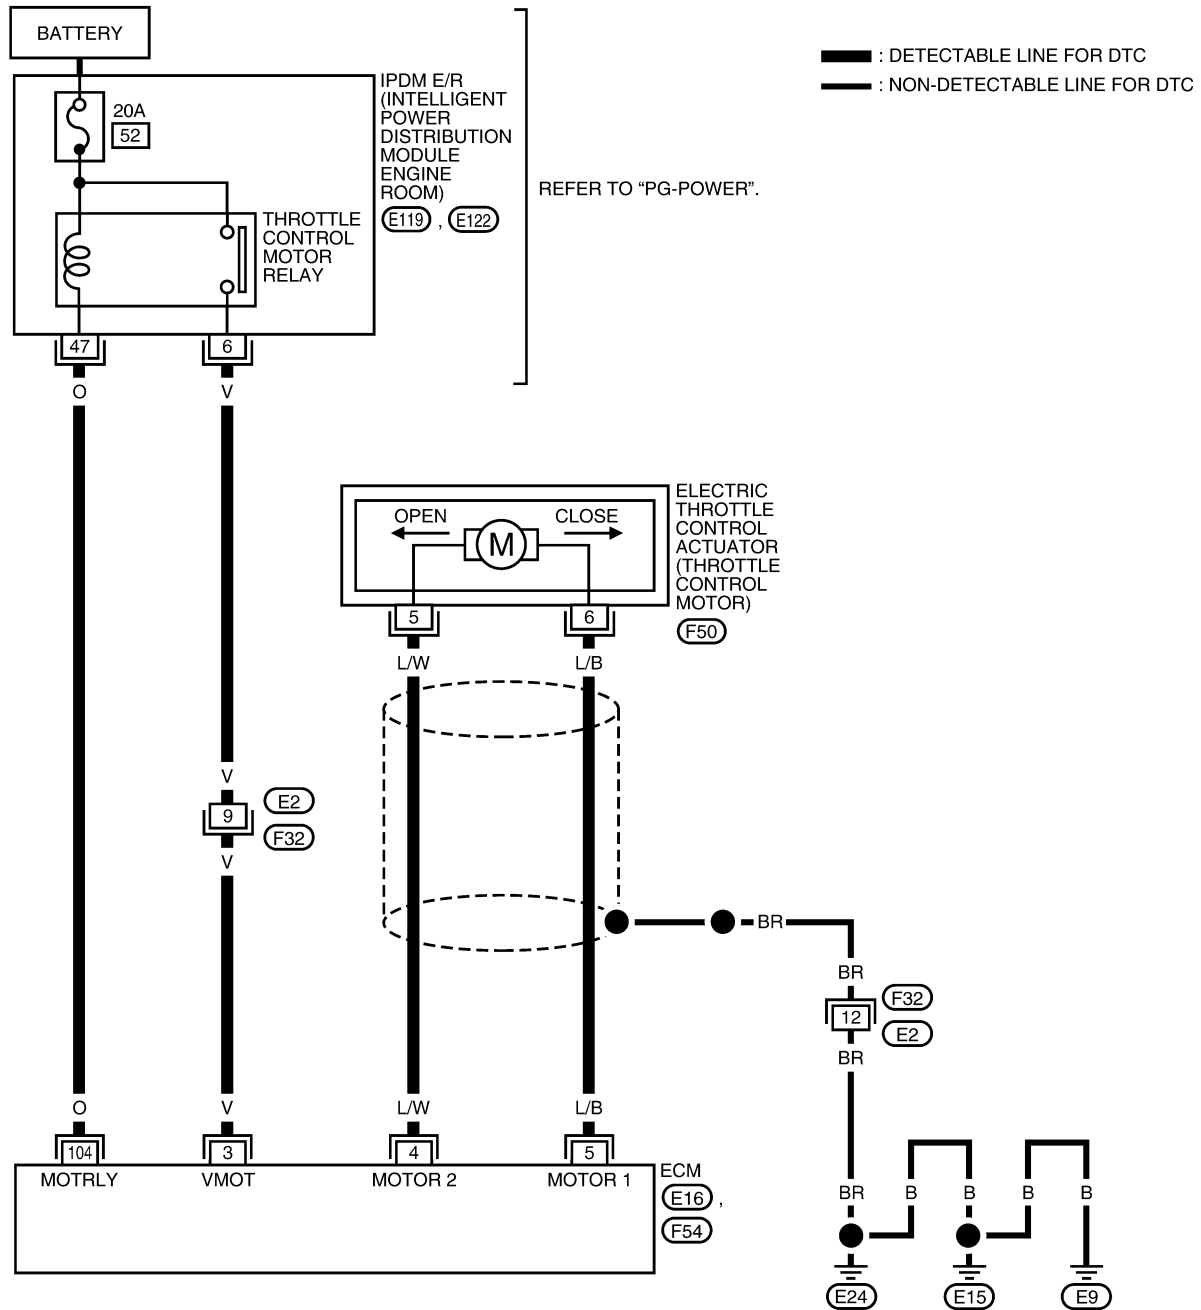 BATTERY
: DETECTABLE LINE FOR DTC
: NON-DETECTABLE LINE FOR DTC
20A
52
IPDM E/R
(INTELLIGENT
POWER
DISTRIBUTION
MODULE
ENGINE
ROOM)
E119 , E122
REFER TO “PG-POWER”.
THROTTLE
CONTROL
MOTOR
RELAY
47
6
O
V
OPEN
CLOSE
M
ELECTRIC
THROTTLE
CONTROL
ACTUATOR
(THROTTLE
CONTROL
MOTOR)
F50
5
6
L/W
L/B
V
9
E2
F32
V
BR
BR
12
F32
E2
BR
O
V
L/W
L/B
104
3
4
5
MOTRLY
VMOT
MOTOR 2
MOTOR 1
ECM
E16 ,
F54
BR
B
B
B
B
E24
E15
E9